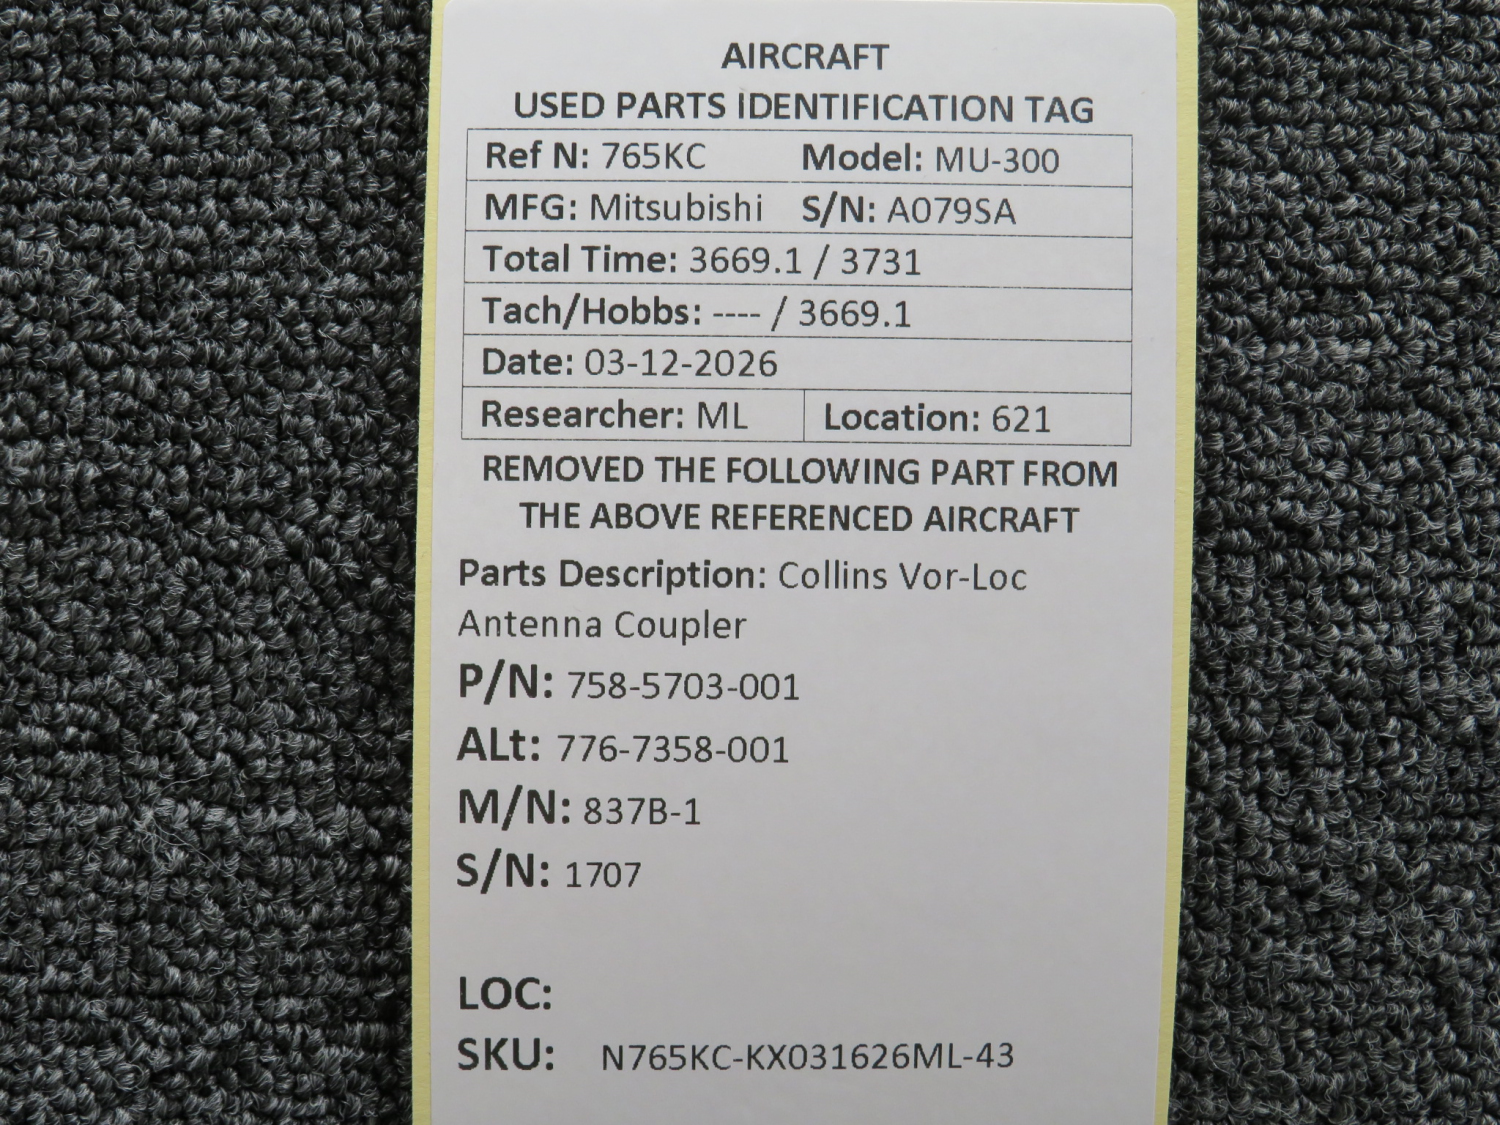 AIRCRAFT
USED PARTS IDENTIFICATION TAG
Ref N: 765KC Model: MU-300
MFG: Mitsubishi S/N: A079SA
Total Time: 3669.1 / 3731
Tach/Hobbs: ---- / 3669.1
Date: 03-12-2026
Researcher: ML Location: 621
REMOVED THE FOLLOWING PART FROM
THE ABOVE REFERENCED AIRCRAFT
Parts Description: Collins Vor-Loc
Antenna Coupler
P/N: 758-5703-001
ALt: 776-7358-001
M/N: 837B-1
S/N: 1707
LOC:
SKU: N765KC-KX031626ML-43